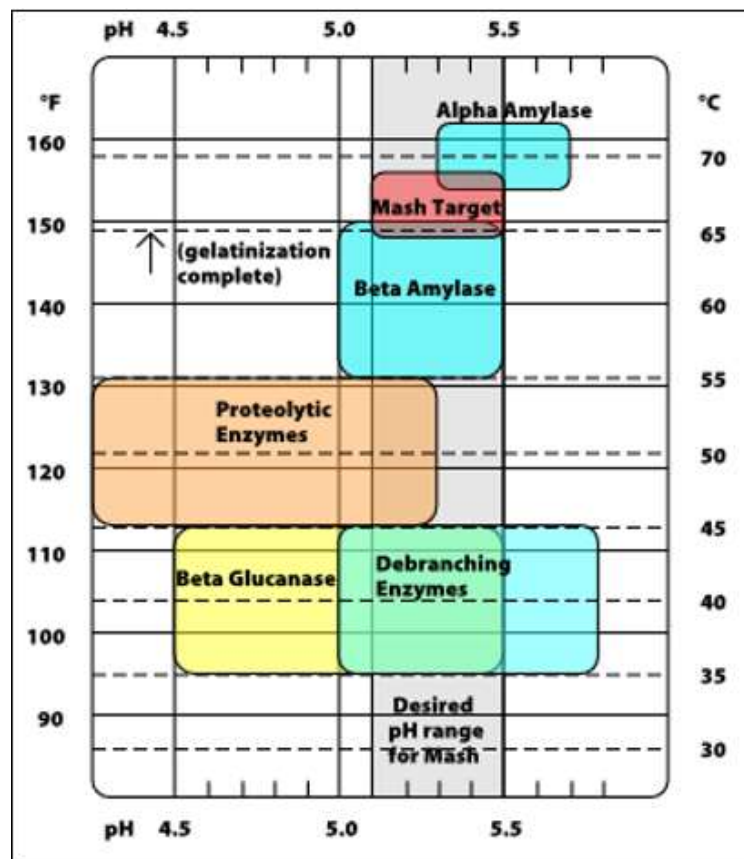 pH 4.5 5.0 5.5
°F °C
Alpha Amylase
160
70
Mash Target
150
65
(gelatinization
complete)
Beta Amylase
140
60
130
55
Proteolytic
Enzymes
120
50
110
45
Debranching
Enzymes
Beta Glucanase
40
100
35
90
Desired
pH range
for Mash
30
pH 4.5 5.0 5.5